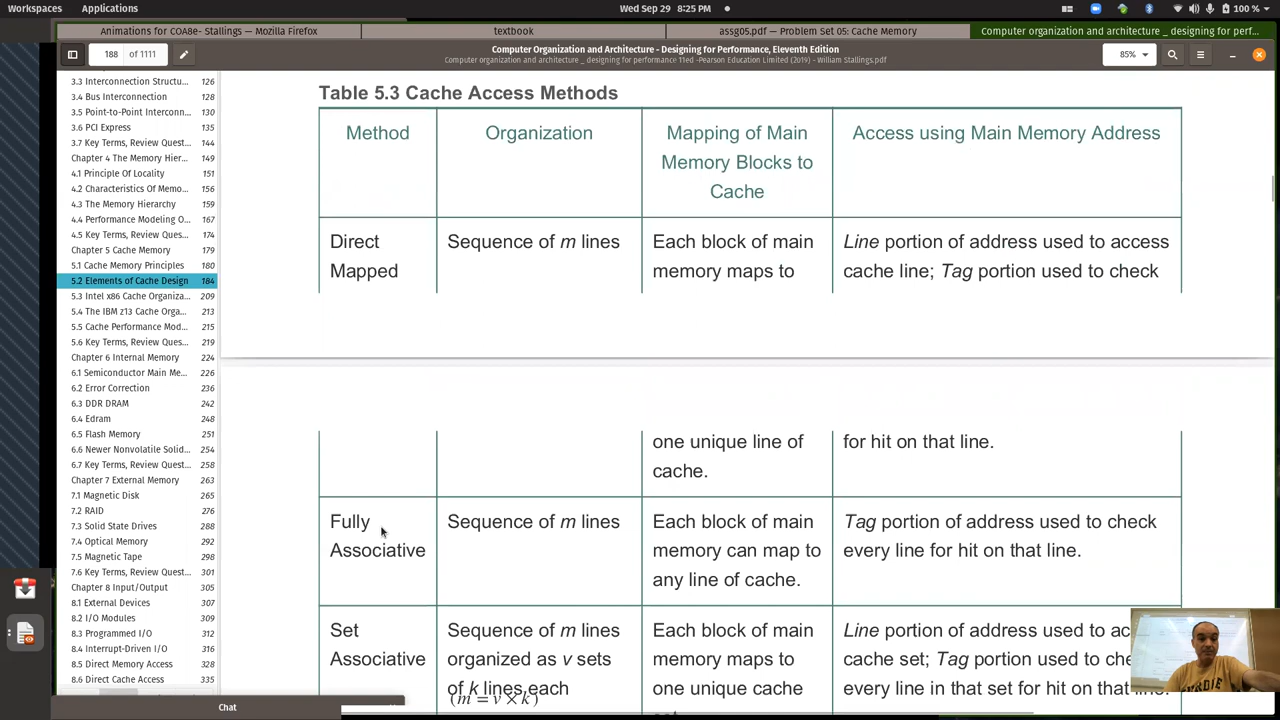 Workspaces Applications Wed Sep 29 8:25 PM 100 %
Animations for COA8e- Stallings — Mozilla Firefox textbook assg05.pdf — Problem Set 05: Cache Memory Computer organization and architecture _ designing for perf...
188 of 1111 Computer Organization and Architecture - Designing for Performance, Eleventh Edition 85%
Computer organization and architecture _ designing for performance 11ed -Pearson Education Limited (2019) - William Stallings.pdf
3.3 Interconnection Structu... 126
3.4 Bus Interconnection 128
3.5 Point-to-Point Interconn... 130
3.6 PCI Express 135
3.7 Key Terms, Review Quest... 144
Chapter 4 The Memory Hier... 149
4.1 Principle Of Locality 151
4.2 Characteristics Of Memo... 156
4.3 The Memory Hierarchy 159
4.4 Performance Modeling O... 167
4.5 Key Terms, Review Ques... 174
Chapter 5 Cache Memory 179
5.1 Cache Memory Principles 180
5.2 Elements of Cache Design 184
5.3 Intel x86 Cache Organiza... 209
5.4 The IBM z13 Cache Orga... 213
5.5 Cache Performance Mod... 215
5.6 Key Terms, Review Ques... 219
Chapter 6 Internal Memory 224
6.1 Semiconductor Main Me... 226
6.2 Error Correction 236
6.3 DDR DRAM 242
6.4 Edram 248
6.5 Flash Memory 251
6.6 Newer Nonvolatile Solid... 254
6.7 Key Terms, Review Quest... 258
Chapter 7 External Memory 263
7.1 Magnetic Disk 265
7.2 RAID 276
7.3 Solid State Drives 288
7.4 Optical Memory 292
7.5 Magnetic Tape 298
7.6 Key Terms, Review Quest... 301
Chapter 8 Input/Output 305
8.1 External Devices 307
8.2 I/O Modules 309
8.3 Programmed I/O 312
8.4 Interrupt-Driven I/O 316
8.5 Direct Memory Access 328
8.6 Direct Cache Access 335
Table 5.3 Cache Access Methods
Method Organization Mapping of Main Access using Main Memory Address
Memory Blocks to
Cache
Direct Sequence of m lines Each block of main Line portion of address used to access
Mapped memory maps to cache line; Tag portion used to check
one unique line of for hit on that line.
cache.
Fully Sequence of m lines Each block of main Tag portion of address used to check
Associative memory can map to every line for hit on that line.
any line of cache.
Set Sequence of m lines Each block of main Line portion of address used to ac
Associative organized as v sets memory maps to cache set; Tag portion used to che
of k lines each one unique cache every line in that set for hit on that line.
(m = v × k)
Chat